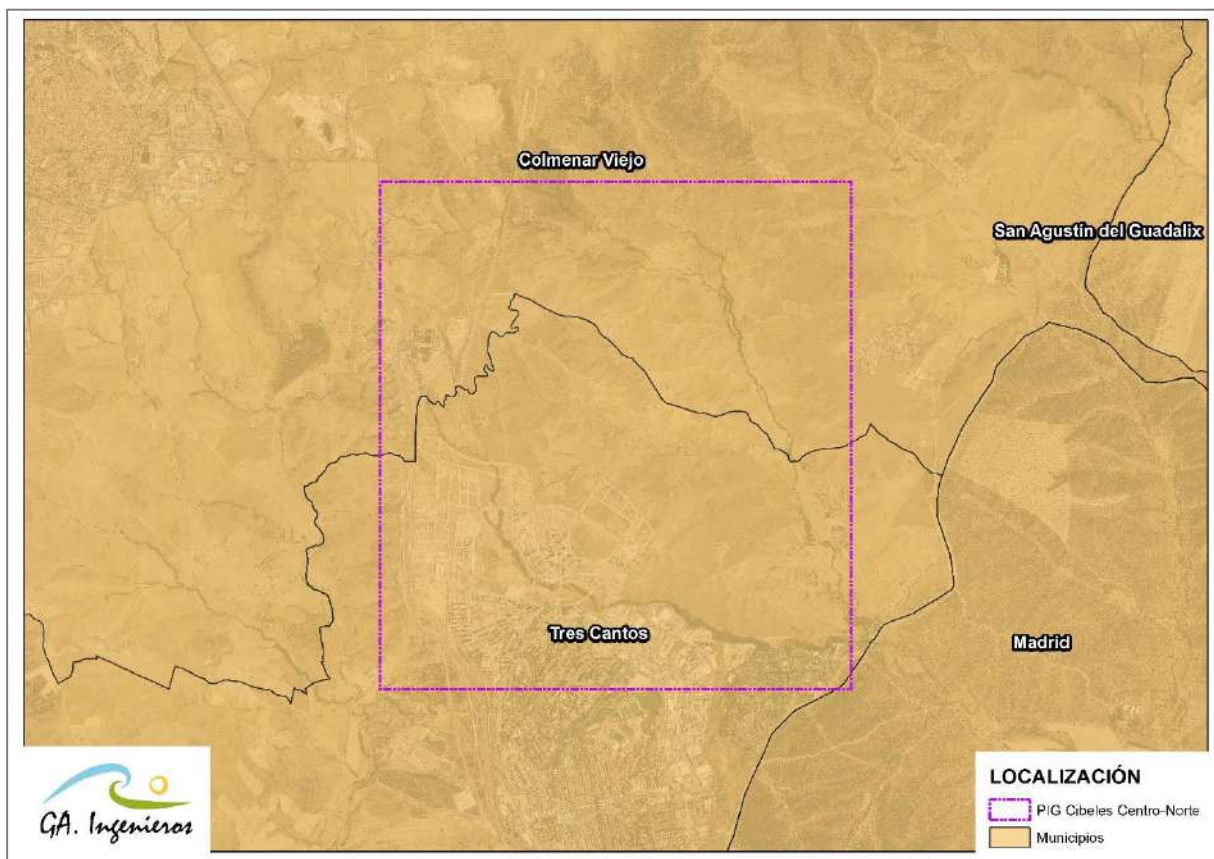 Colmenar Viejo
San Agustín del Guadalix
Tres Cantos
Madrid
GA. Ingenieros
LOCALIZACIÓN
PIG Cibeles Centro-Norte
Municipios